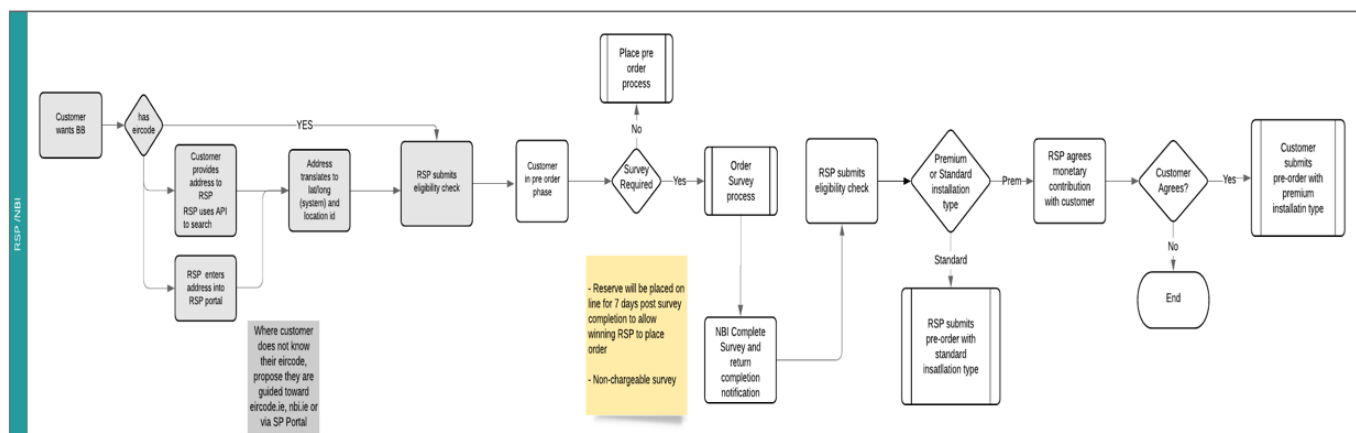 RSP /NBI
Customer
wants BB
has
eircode
YES
Customer
provides
address to
RSP
RSP uses API
to search
RSP enters
address into
RSP portal
Address
translates to
lat/long
(system) and
location id
Where customer
does not know
their eircode,
propose they are
guided toward
eircode.ie, nbi.ie or
via SP Portal
RSP submits
eligibility check
Customer
in pre order
phase
Survey
Required
No
Place pre
order
process
Yes
Order
Survey
process
- Reserve will be placed on
line for 7 days post survey
completion to allow
winning RSP to place
order
- Non-chargeable survey
NBI Complete
Survey and
return
completion
notification
RSP submits
eligibility check
Premium
or Standard
installation
type
Standard
RSP submits
pre-order with
standard
insatllation type
Prem
RSP agrees
monetary
contribution
with customer
Customer
Agrees?
No
End
Yes
Customer
submits
pre-order with
premium
installatin type